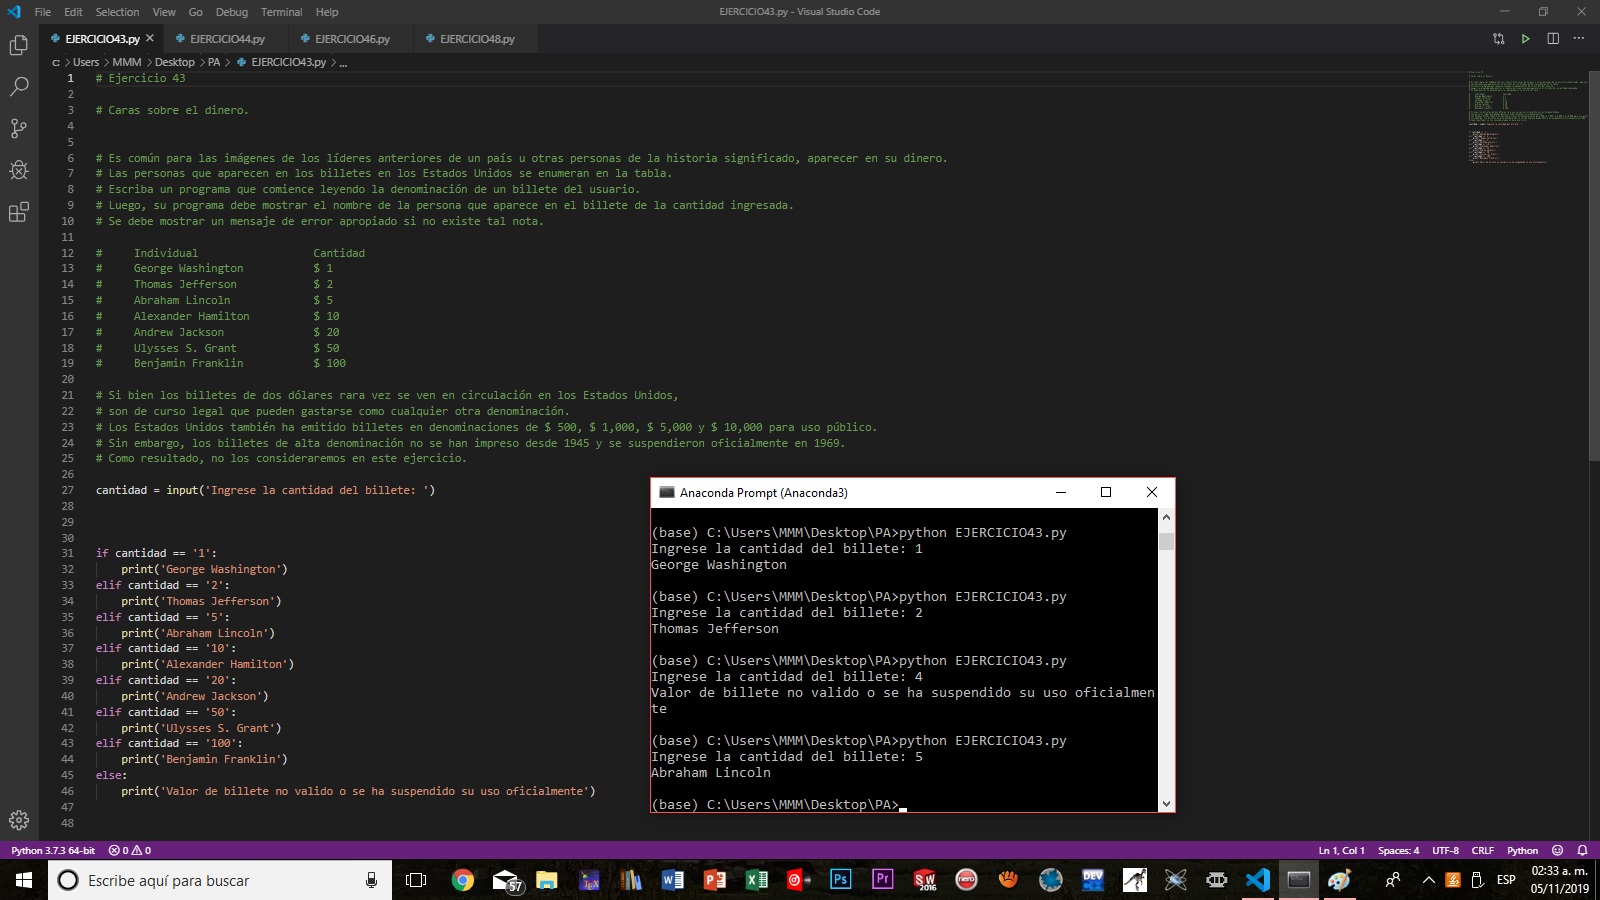 File Edit Selection View Go Debug Terminal Help
EJERCICIO43.py - Visual Studio Code
EJERCICIO43.py EJERCICIO44.py EJERCICIO46.py EJERCICIO48.py
C: > Users > MMM > Desktop > PA > EJERCICIO43.py > ...
1 # Ejercicio 43
2
3 # Caras sobre el dinero.
4
5
6 # Es común para las imágenes de los líderes anteriores de un país u otras personas de la historia significado, aparecer en su dinero.
7 # Las personas que aparecen en los billetes en los Estados Unidos se enumeran en la tabla.
8 # Escriba un programa que comience leyendo la denominación de un billete del usuario.
9 # Luego, su programa debe mostrar el nombre de la persona que aparece en el billete de la cantidad ingresada.
10 # Se debe mostrar un mensaje de error apropiado si no existe tal nota.
11
12 # Individual Cantidad
13 # George Washington $ 1
14 # Thomas Jefferson $ 2
15 # Abraham Lincoln $ 5
16 # Alexander Hamilton $ 10
17 # Andrew Jackson $ 20
18 # Ulysses S. Grant $ 50
19 # Benjamin Franklin $ 100
20
21 # Si bien los billetes de dos dólares rara vez se ven en circulación en los Estados Unidos,
22 # son de curso legal que pueden gastarse como cualquier otra denominación.
23 # Los Estados Unidos también ha emitido billetes en denominaciones de $ 500, $ 1,000, $ 5,000 y $ 10,000 para uso público.
24 # Sin embargo, los billetes de alta denominación no se han impreso desde 1945 y se suspendieron oficialmente en 1969.
25 # Como resultado, no los consideraremos en este ejercicio.
26
27 cantidad = input('Ingrese la cantidad del billete: ')
28
29
30
31 if cantidad == '1':
32 print('George Washington')
33 elif cantidad == '2':
34 print('Thomas Jefferson')
35 elif cantidad == '5':
36 print('Abraham Lincoln')
37 elif cantidad == '10':
38 print('Alexander Hamilton')
39 elif cantidad == '20':
40 print('Andrew Jackson')
41 elif cantidad == '50':
42 print('Ulysses S. Grant')
43 elif cantidad == '100':
44 print('Benjamin Franklin')
45 else:
46 print('Valor de billete no valido o se ha suspendido su uso oficialmente')
47
48
Anaconda Prompt (Anaconda3)
(base) C:\Users\MMM\Desktop\PA>python EJERCICIO43.py
Ingrese la cantidad del billete: 1
George Washington
(base) C:\Users\MMM\Desktop\PA>python EJERCICIO43.py
Ingrese la cantidad del billete: 2
Thomas Jefferson
(base) C:\Users\MMM\Desktop\PA>python EJERCICIO43.py
Ingrese la cantidad del billete: 4
Valor de billete no valido o se ha suspendido su uso oficialmen
te
(base) C:\Users\MMM\Desktop\PA>python EJERCICIO43.py
Ingrese la cantidad del billete: 5
Abraham Lincoln
(base) C:\Users\MMM\Desktop\PA>
Python 3.7.3 64-bit 0 0
Ln 1, Col 1 Spaces: 4 UTF-8 CRLF Python
Escribe aquí para buscar
57
Ps Pr SW 2016 nero DEV
ESP
02:33 a. m.
05/11/2019